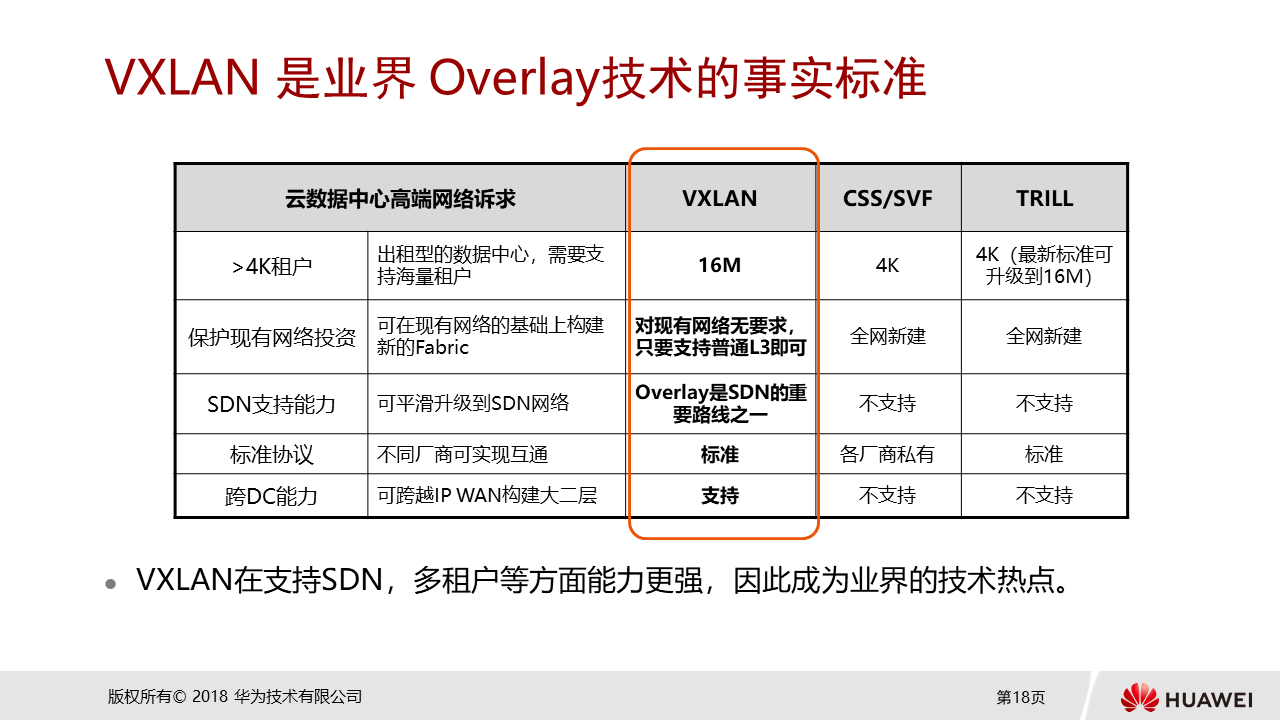 VXLAN 是业界 Overlay技术的事实标准
云数据中心高端网络诉求
VXLAN
CSS/SVF
TRILL
>4K租户
出租型的数据中心，需要支
持海量租户
16M
4K
4K（最新标准可
升级到16M）
保护现有网络投资
可在现有网络的基础上构建
新的Fabric
对现有网络无要求，
只要支持普通L3即可
全网新建
全网新建
SDN支持能力
可平滑升级到SDN网络
Overlay是SDN的重
要路线之一
不支持
不支持
标准协议
不同厂商可实现互通
标准
各厂商私有
标准
跨DC能力
可跨越IP WAN构建大二层
支持
不支持
不支持
VXLAN在支持SDN，多租户等方面能力更强，因此成为业界的技术热点。
版权所有© 2018 华为技术有限公司
第18页
HUAWEI